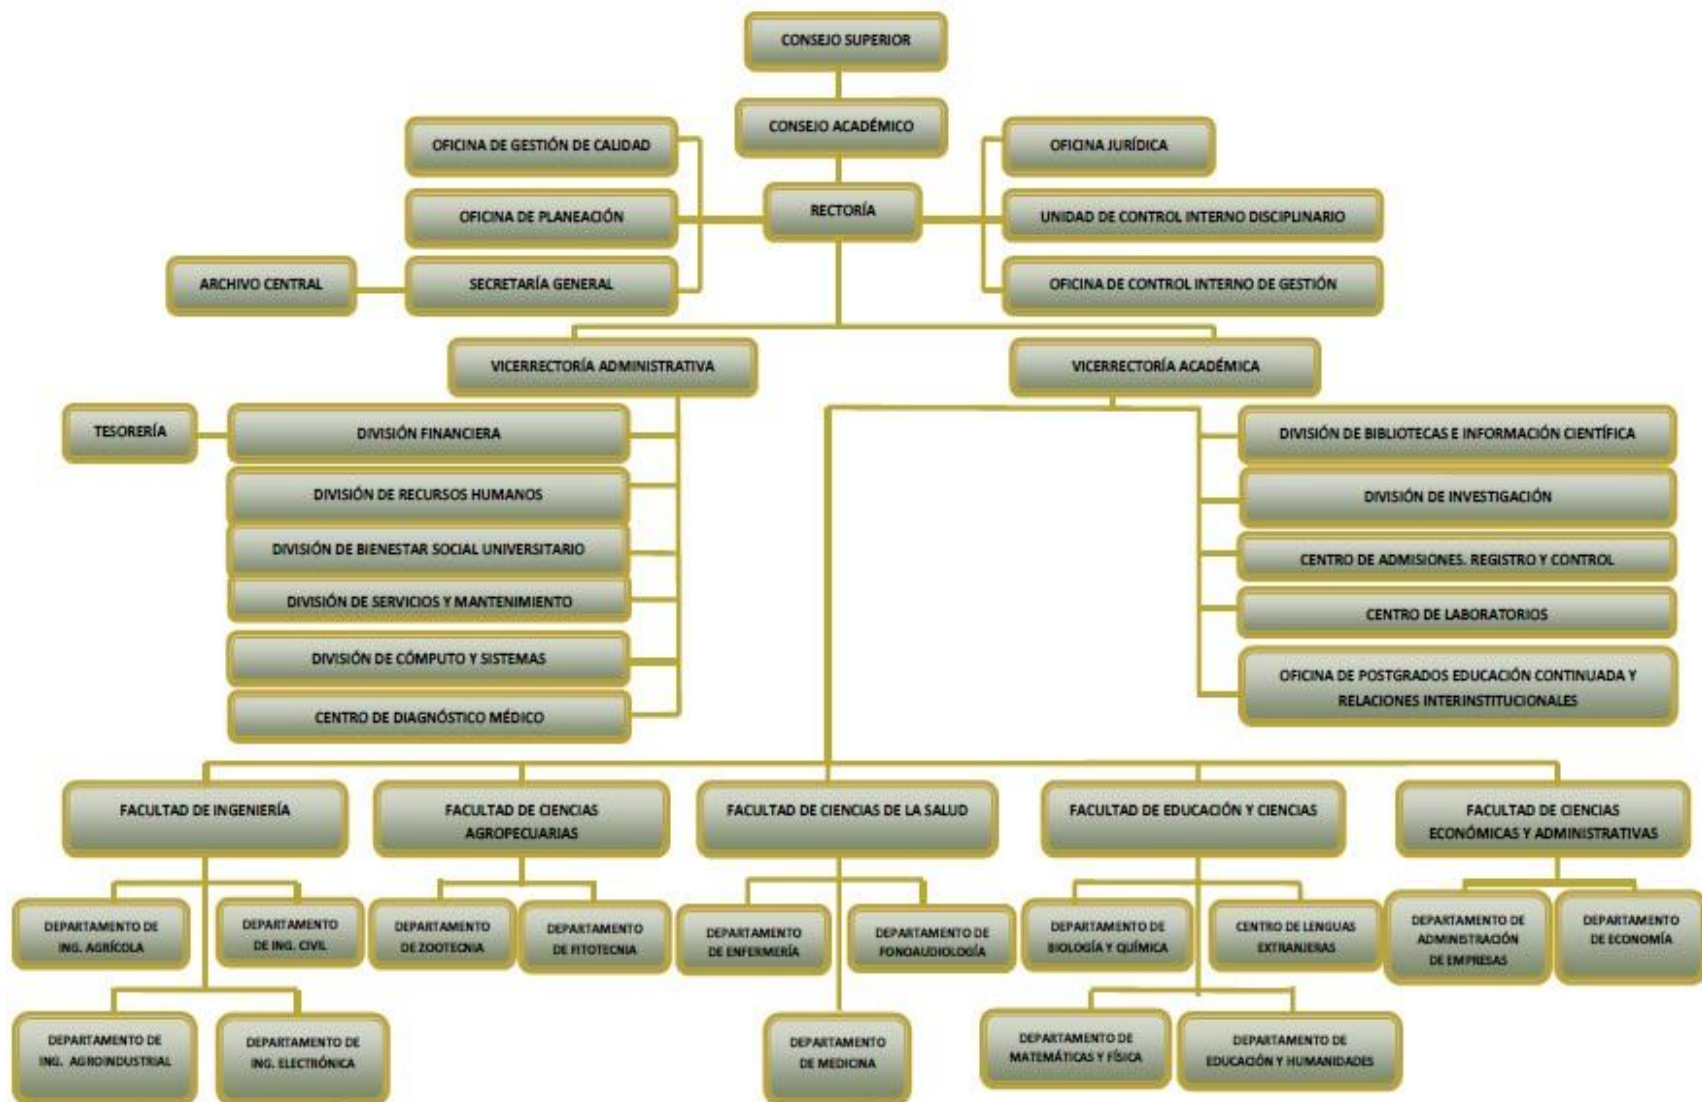 CONSEJO SUPERIOR
CONSEJO ACADÉMICO
OFICINA DE GESTIÓN DE CALIDAD
OFICINA JURÍDICA
OFICINA DE PLANEACIÓN
RECTORÍA
UNIDAD DE CONTROL INTERNO DISCIPLINARIO
ARCHIVO CENTRAL
SECRETARÍA GENERAL
OFICINA DE CONTROL INTERNO DE GESTIÓN
VICERRECTORÍA ADMINISTRATIVA
VICERRECTORÍA ACADÉMICA
TESORERÍA
DIVISIÓN FINANCIERA
DIVISIÓN DE RECURSOS HUMANOS
DIVISIÓN DE BIENESTAR SOCIAL UNIVERSITARIO
DIVISIÓN DE SERVICIOS Y MANTENIMIENTO
DIVISIÓN DE CÓMPUTO Y SISTEMAS
CENTRO DE DIAGNÓSTICO MÉDICO
DIVISIÓN DE BIBLIOTECAS E INFORMACIÓN CIENTÍFICA
DIVISIÓN DE INVESTIGACIÓN
CENTRO DE ADMISIONES. REGISTRO Y CONTROL
CENTRO DE LABORATORIOS
OFICINA DE POSTGRADOS EDUCACIÓN CONTINUADA Y
RELACIONES INTERINSTITUCIONALES
FACULTAD DE INGENIERÍA
FACULTAD DE CIENCIAS
AGROPECUARIAS
FACULTAD DE CIENCIAS DE LA SALUD
FACULTAD DE EDUCACIÓN Y CIENCIAS
FACULTAD DE CIENCIAS
ECONÓMICAS Y ADMINISTRATIVAS
DEPARTAMENTO DE
ING. AGRÍCOLA
DEPARTAMENTO
DE ING. CIVIL
DEPARTAMENTO
DE ZOOTECNIA
DEPARTAMENTO
DE FITOTECNIA
DEPARTAMENTO
DE ENFERMERÍA
DEPARTAMENTO DE
FONOAUDIOLOGÍA
DEPARTAMENTO DE
BIOLOGÍA Y QUÍMICA
CENTRO DE LENGUAS
EXTRANJERAS
DEPARTAMENTO DE
ADMINISTRACIÓN
DE EMPRESAS
DEPARTAMENTO
DE ECONOMÍA
DEPARTAMENTO DE
ING. AGROINDUSTRIAL
DEPARTAMENTO DE
ING. ELECTRÓNICA
DEPARTAMENTO
DE MEDICINA
DEPARTAMENTO DE
MATEMÁTICAS Y FÍSICA
DEPARTAMENTO DE
EDUCACIÓN Y HUMANIDADES